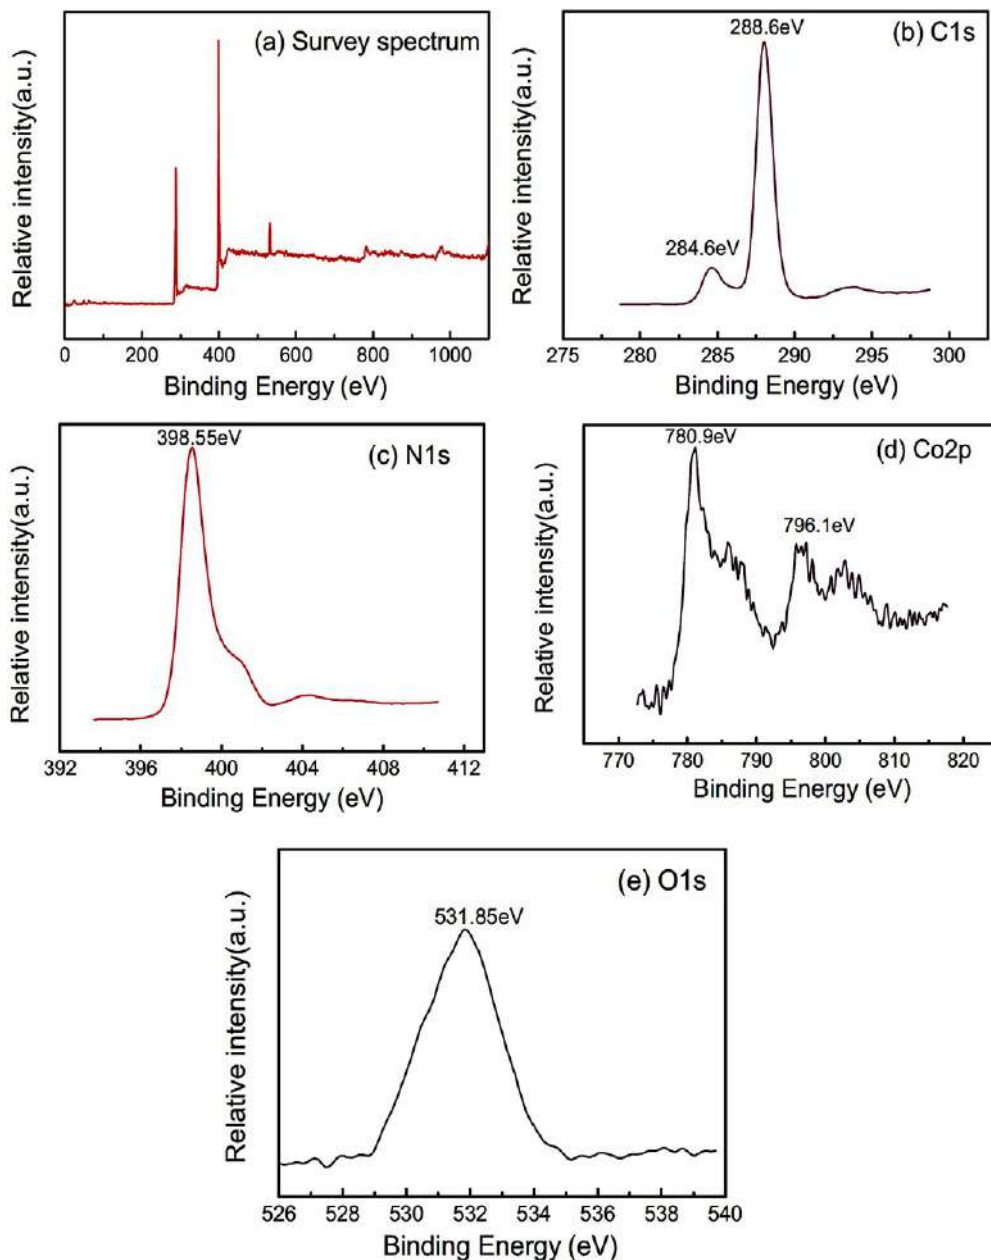 (a) Survey spectrum
Relative intensity(a.u.)
0 200 400 600 800 1000
Binding Energy (eV)
288.6eV
(b) C1s
284.6eV
Relative intensity(a.u.)
275 280 285 290 295 300
Binding Energy (eV)
398.55eV
(c) N1s
Relative intensity(a.u.)
392 396 400 404 408 412
Binding Energy (eV)
780.9eV
(d) Co2p
796.1eV
Relative intensity(a.u.)
770 780 790 800 810 820
Binding Energy (eV)
(e) O1s
531.85eV
Relative intensity(a.u.)
526 528 530 532 534 536 538 540
Binding Energy (eV)